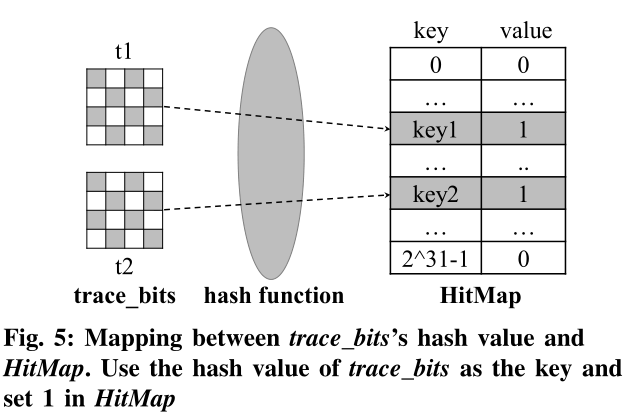 key value
t1
0 0
… …
key1 1
… ..
key2 1
… …
2^31-1 0
t2
trace_bits hash function HitMap
Fig. 5: Mapping between trace_bits's hash value and
HitMap. Use the hash value of trace_bits as the key and
set 1 in HitMap